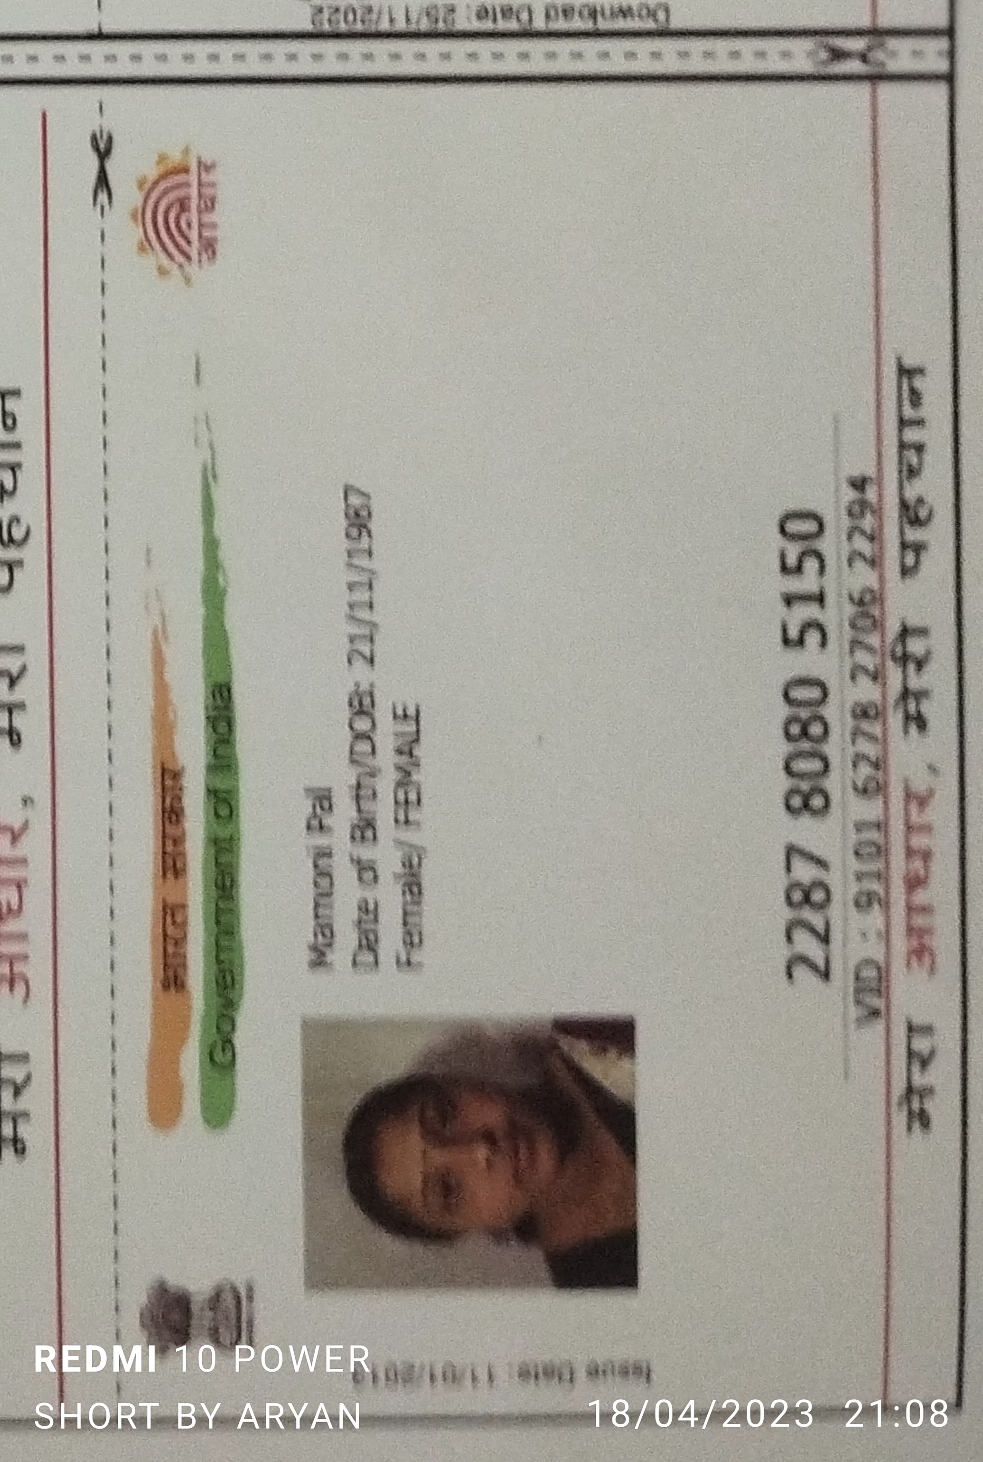 Download Date: 25/11/2022
मेरा आधार, मेरी पहचान
आधार
भारत सरकार
Government of India
Mamoni Pal
Date of Birth/DOB: 21/11/1987
Female/ FEMALE
Issue Date: 11/01/2013
2287 8080 5150
VID : 9101 6278 2706 2294
मेरा आधार, मेरी पहचान
REDMI 10 POWER
SHORT BY ARYAN
18/04/2023 21:08